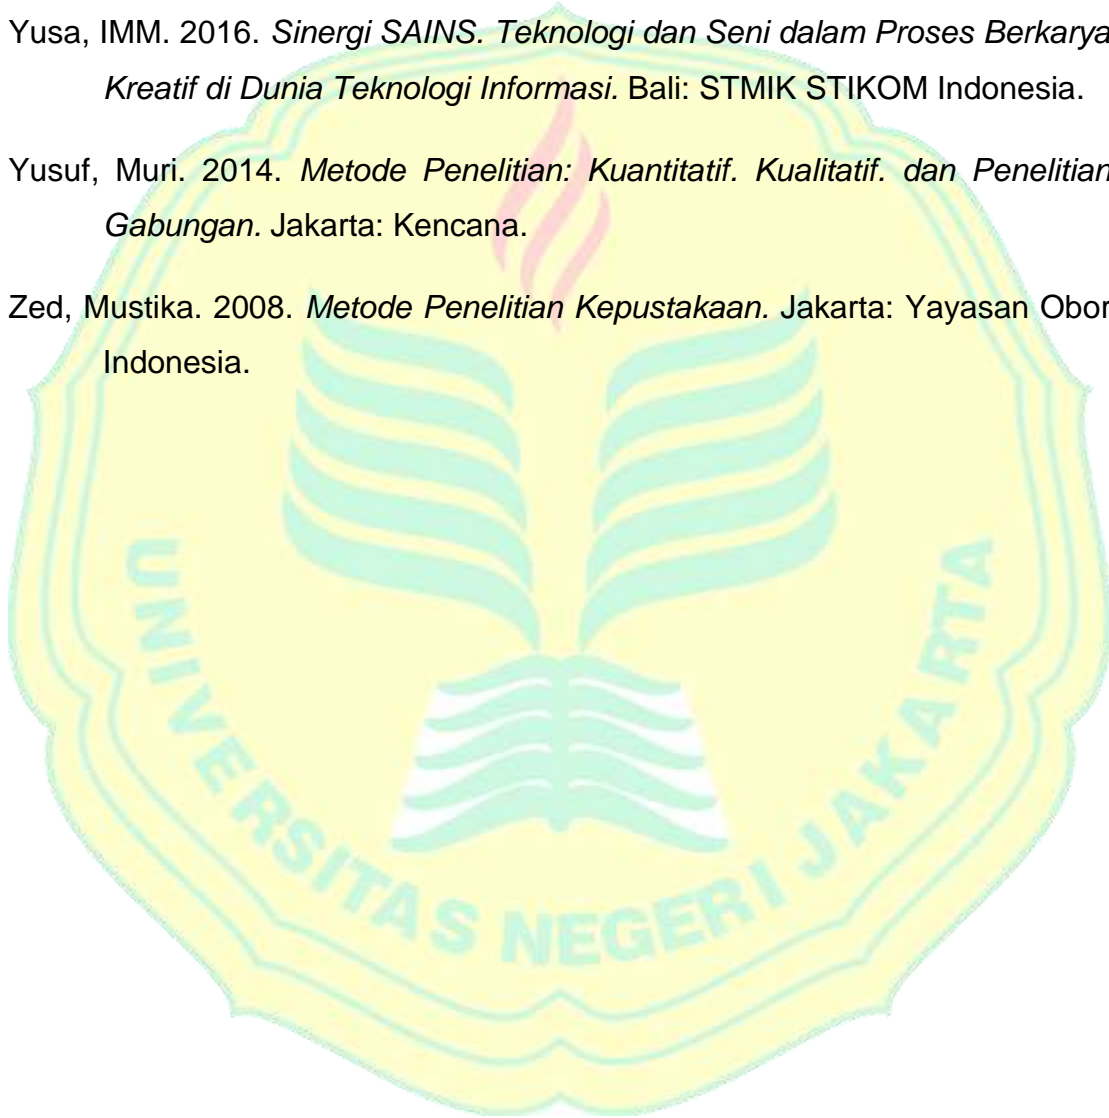 Yusa, IMM. 2016. Sinergi SAINS. Teknologi dan Seni dalam Proses Berkarya
Kreatif di Dunia Teknologi Informasi. Bali: STMIK STIKOM Indonesia.
Yusuf, Muri. 2014. Metode Penelitian: Kuantitatif. Kualitatif. dan Penelitian
Gabungan. Jakarta: Kencana.
Zed, Mustika. 2008. Metode Penelitian Kepustakaan. Jakarta: Yayasan Obor
Indonesia.
UNIVERSITAS NEGERI JAKARTA